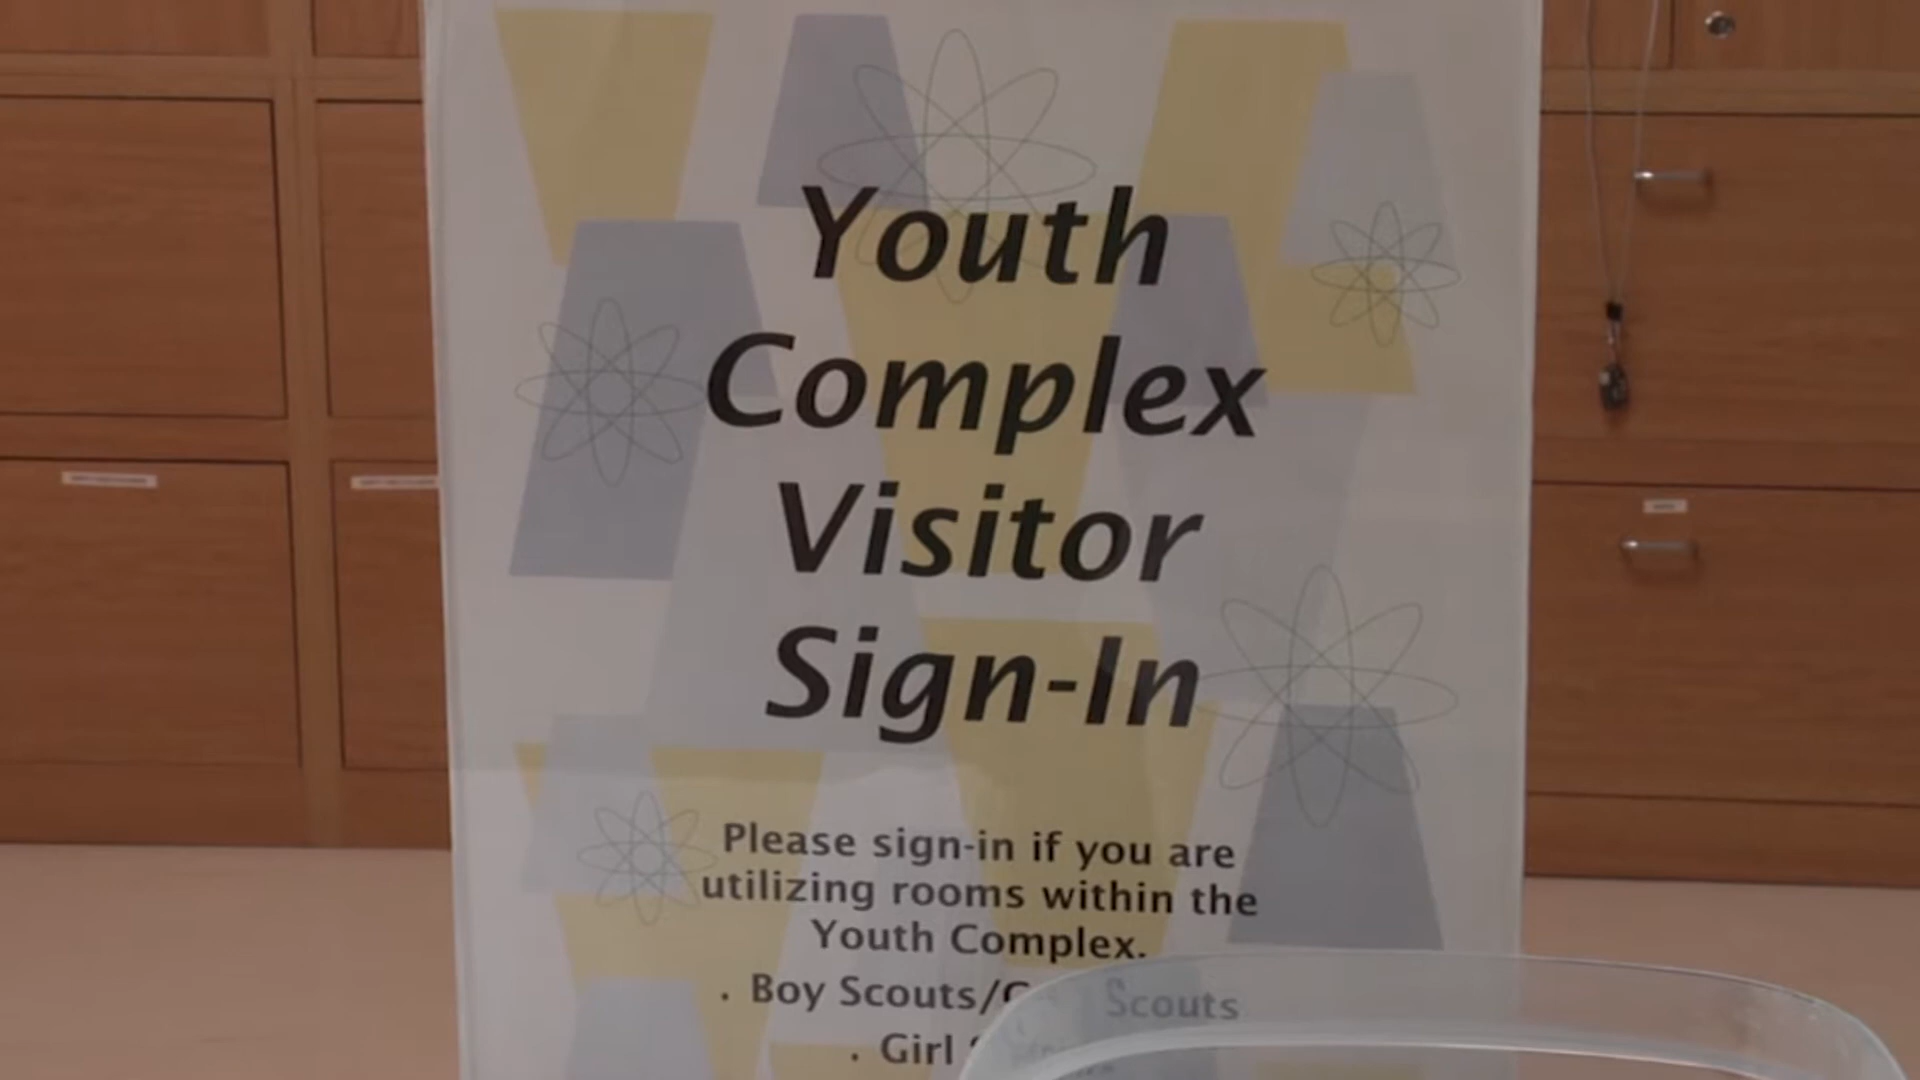 Youth
Complex
Visitor
Sign-In
Please sign-in if you are
utilizing rooms within the
Youth Complex.
. Boy Scouts/ Scouts
. Girl